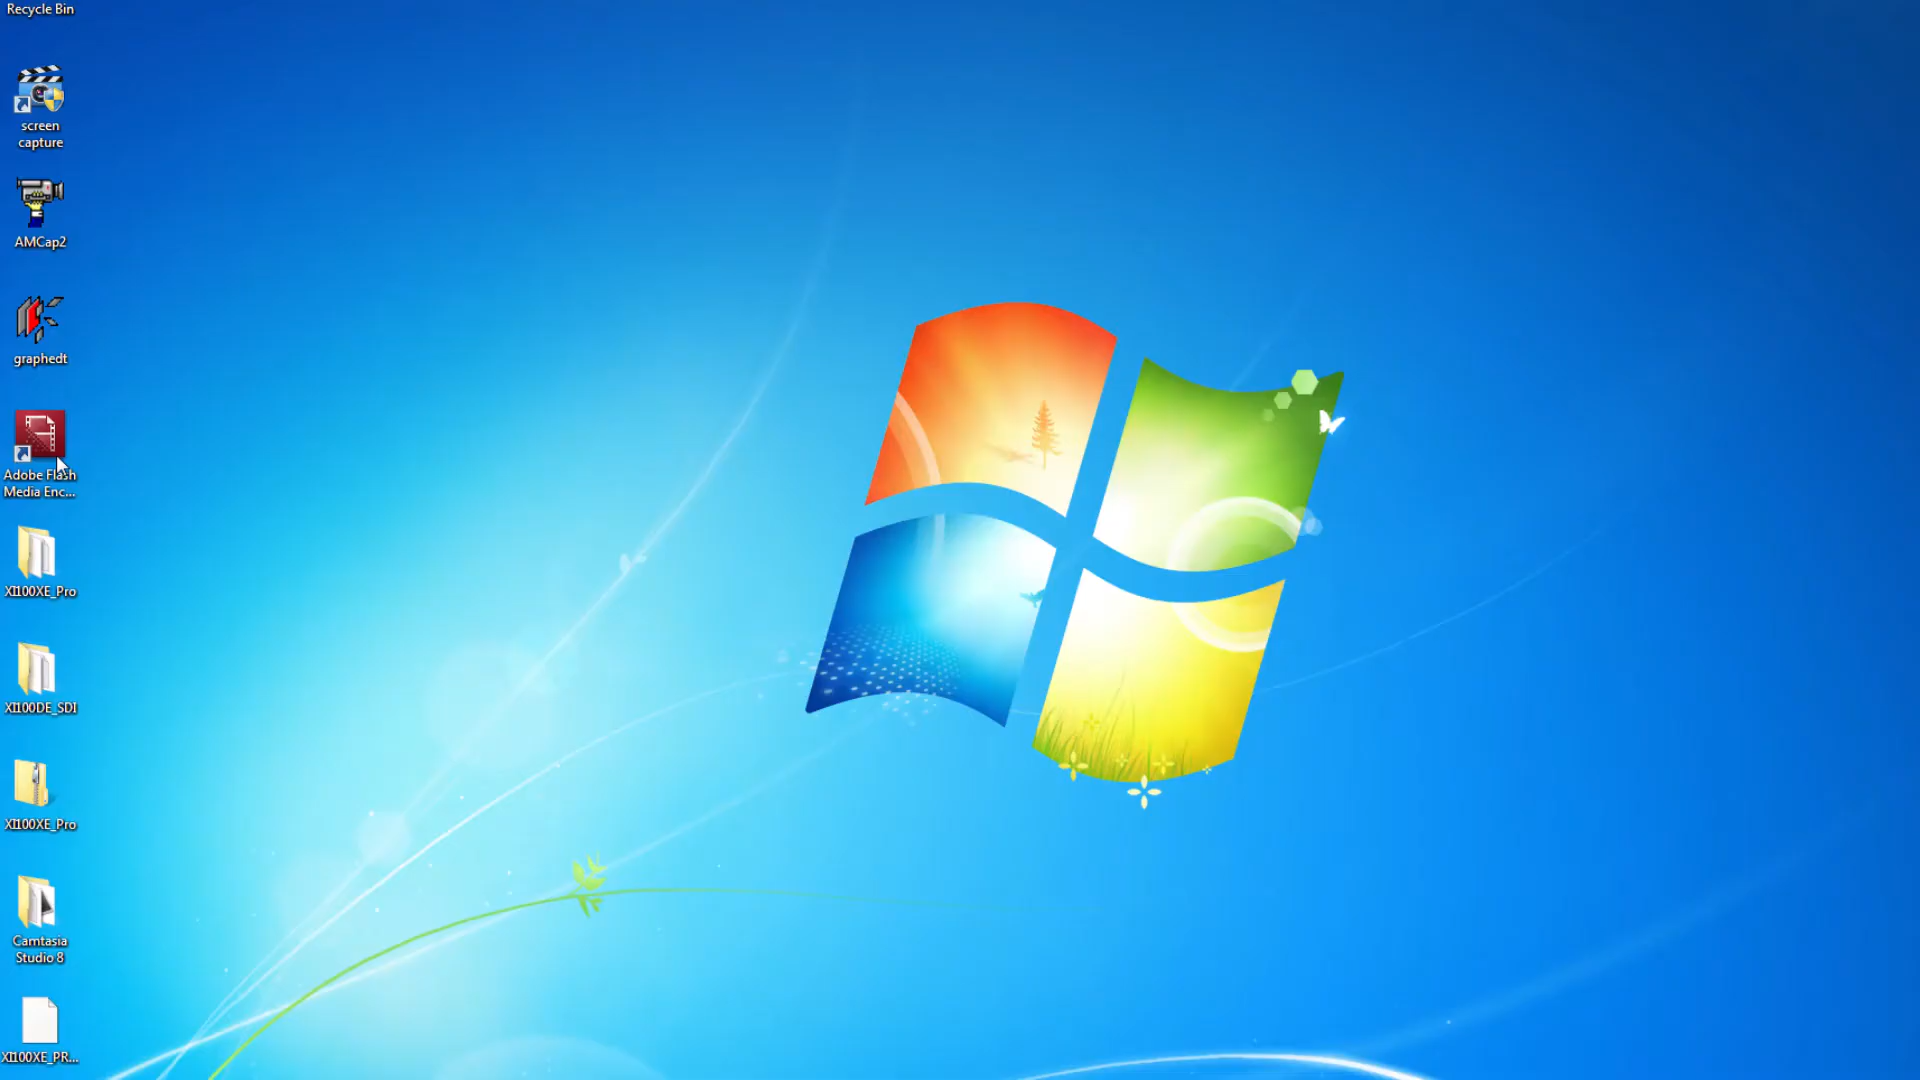 Recycle Bin
screen
capture
AMCap2
graphedt
Adobe Flash
Media Enc...
XI100XE_Pro
XI100DE_SDI
XI100XE_Pro
Camtasia
Studio 8
XI100XE_PR...